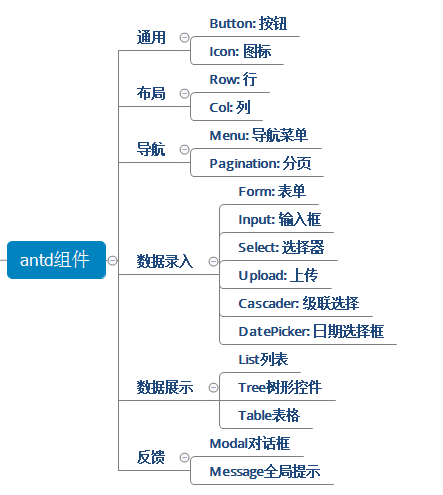 antd组件
通用
Button: 按钮
Icon: 图标
布局
Row: 行
Col: 列
导航
Menu: 导航菜单
Pagination: 分页
数据录入
Form: 表单
Input: 输入框
Select: 选择器
Upload: 上传
Cascader: 级联选择
DatePicker: 日期选择框
数据展示
List列表
Tree树形控件
Table表格
反馈
Modal对话框
Message全局提示